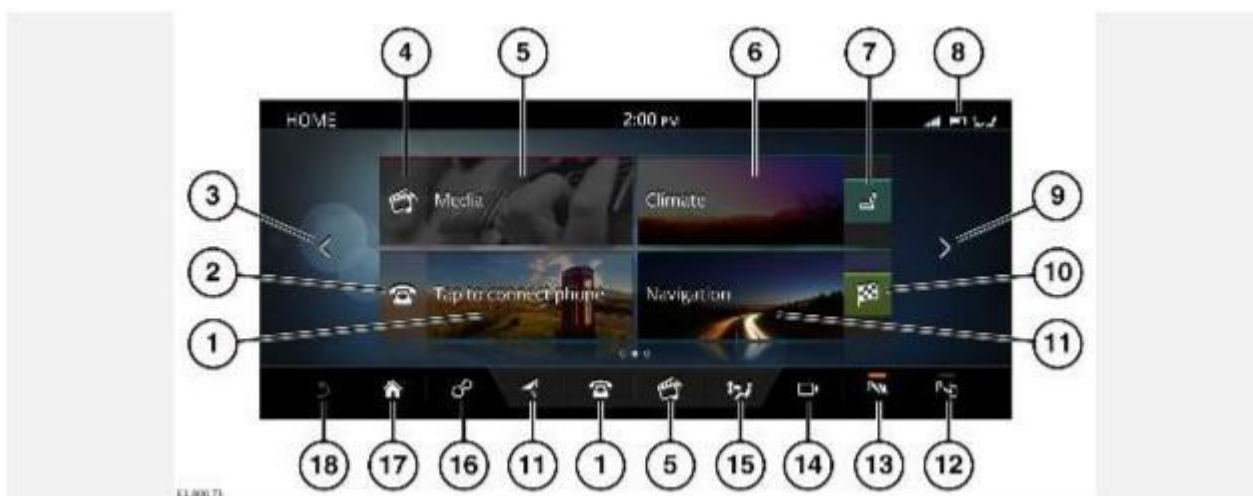 4 5 6 7 8
HOME 2:00 PM
3 Media Climate 9
2 10
1 Tap to connect phone Navigation 11
18 17 16 11 1 5 15 14 13 12